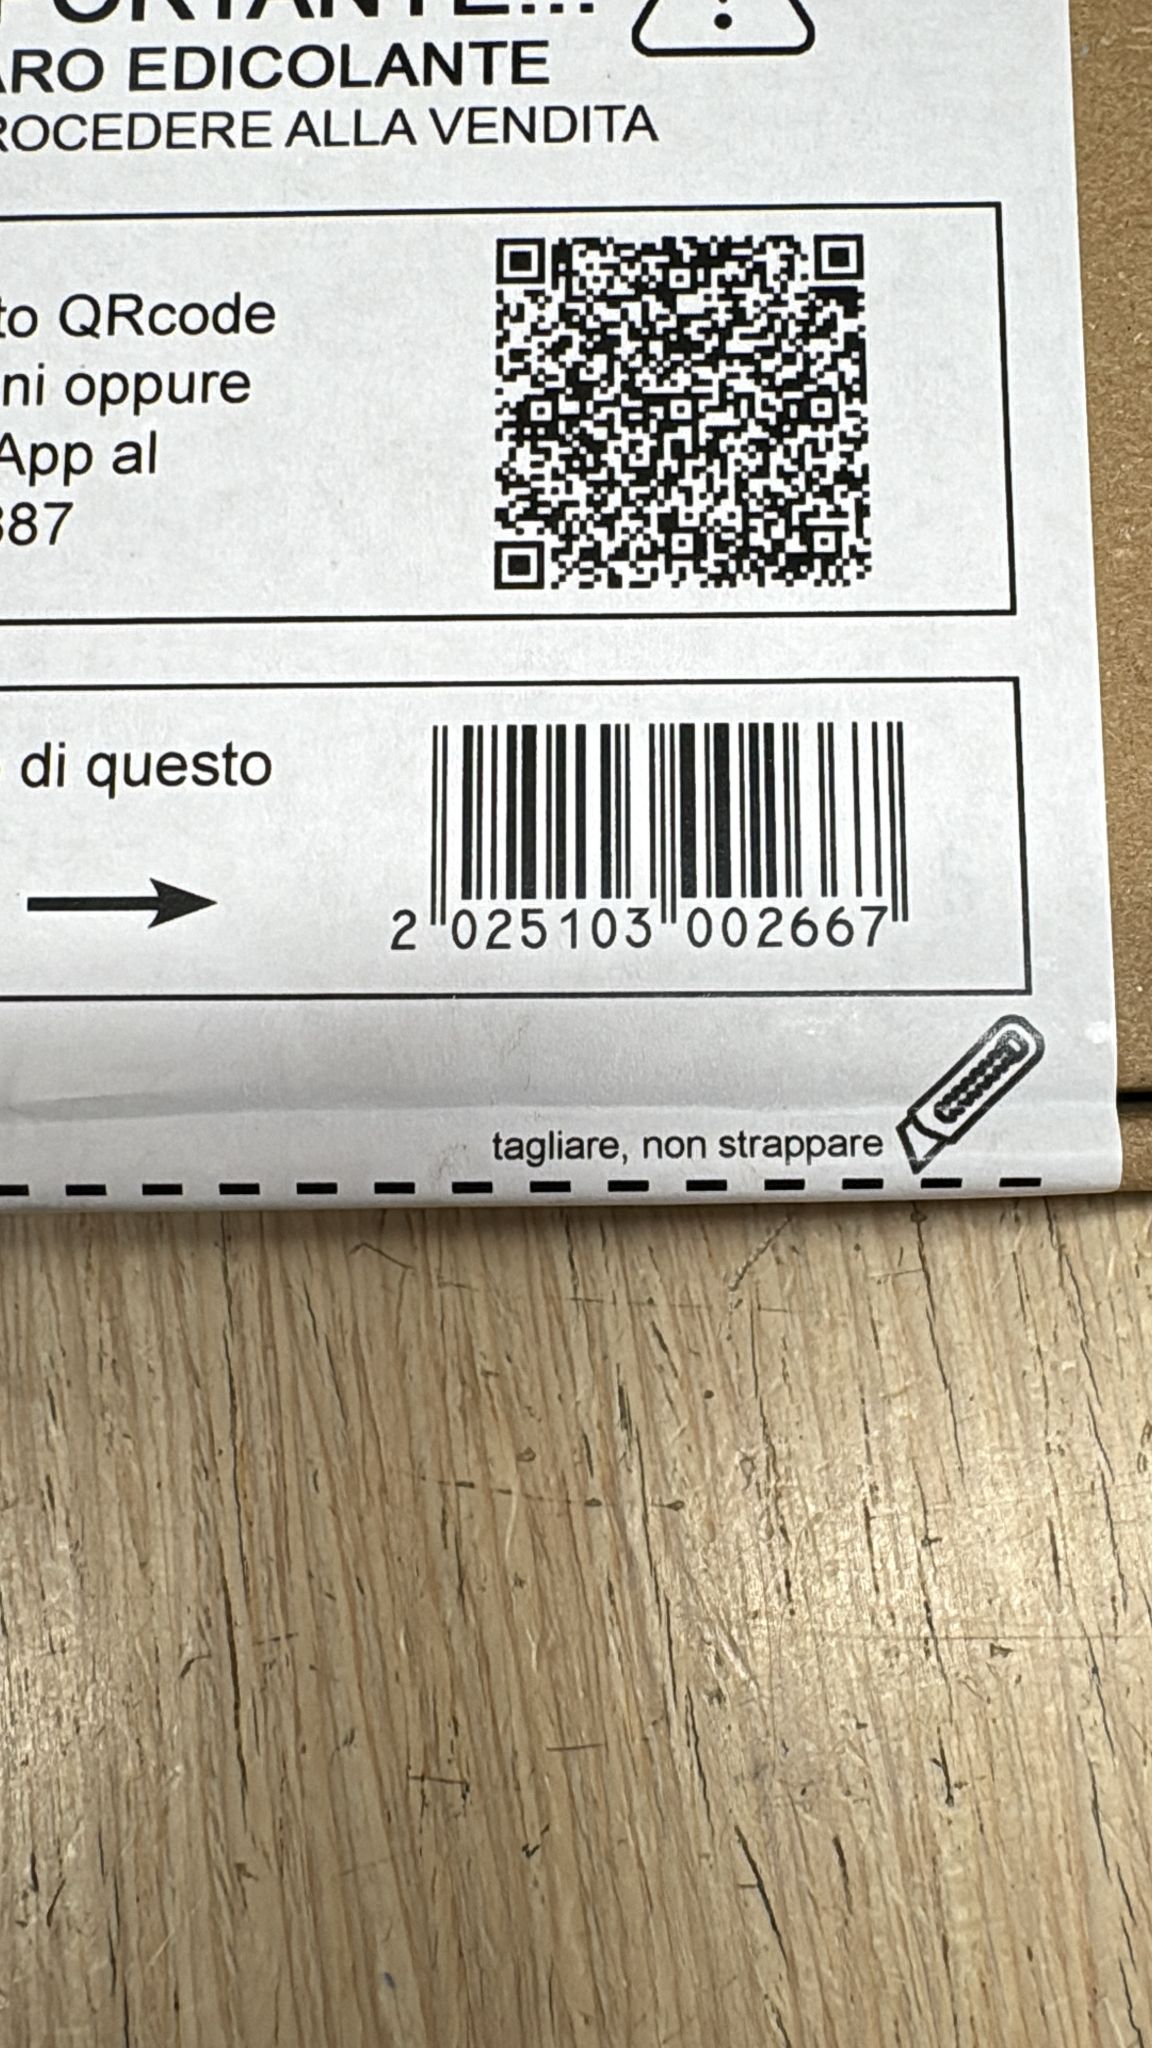 PORTANTE...
ARO EDICOLANTE
ROCEDERE ALLA VENDITA
to QRcode
ni oppure
App al
387
di questo
2 025103 002667
tagliare, non strappare